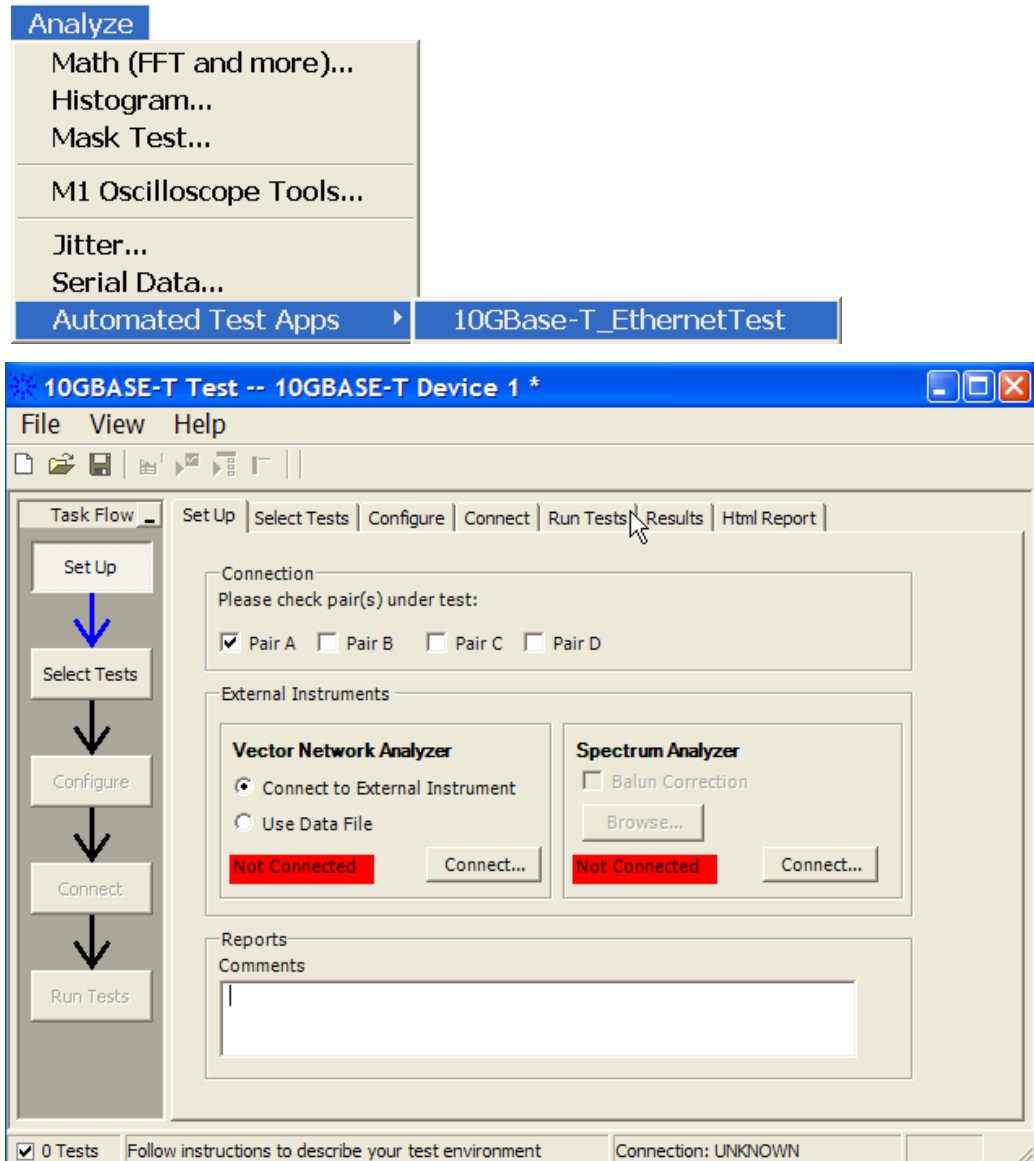 Analyze
Math (FFT and more)...
Histogram...
Mask Test...
M1 Oscilloscope Tools...
Jitter...
Serial Data...
Automated Test Apps
10GBase-T_EthernetTest
10GBASE-T Test -- 10GBASE-T Device 1 *
File View Help
Task Flow
Set Up
Select Tests
Configure
Connect
Run Tests
Set Up Select Tests Configure Connect Run Tests Results Html Report
Connection
Please check pair(s) under test:
Pair A Pair B Pair C Pair D
External Instruments
Vector Network Analyzer
Connect to External Instrument
Use Data File
Not Connected Connect...
Spectrum Analyzer
Balun Correction
Browse...
Not Connected Connect...
Reports
Comments
0 Tests Follow instructions to describe your test environment Connection: UNKNOWN